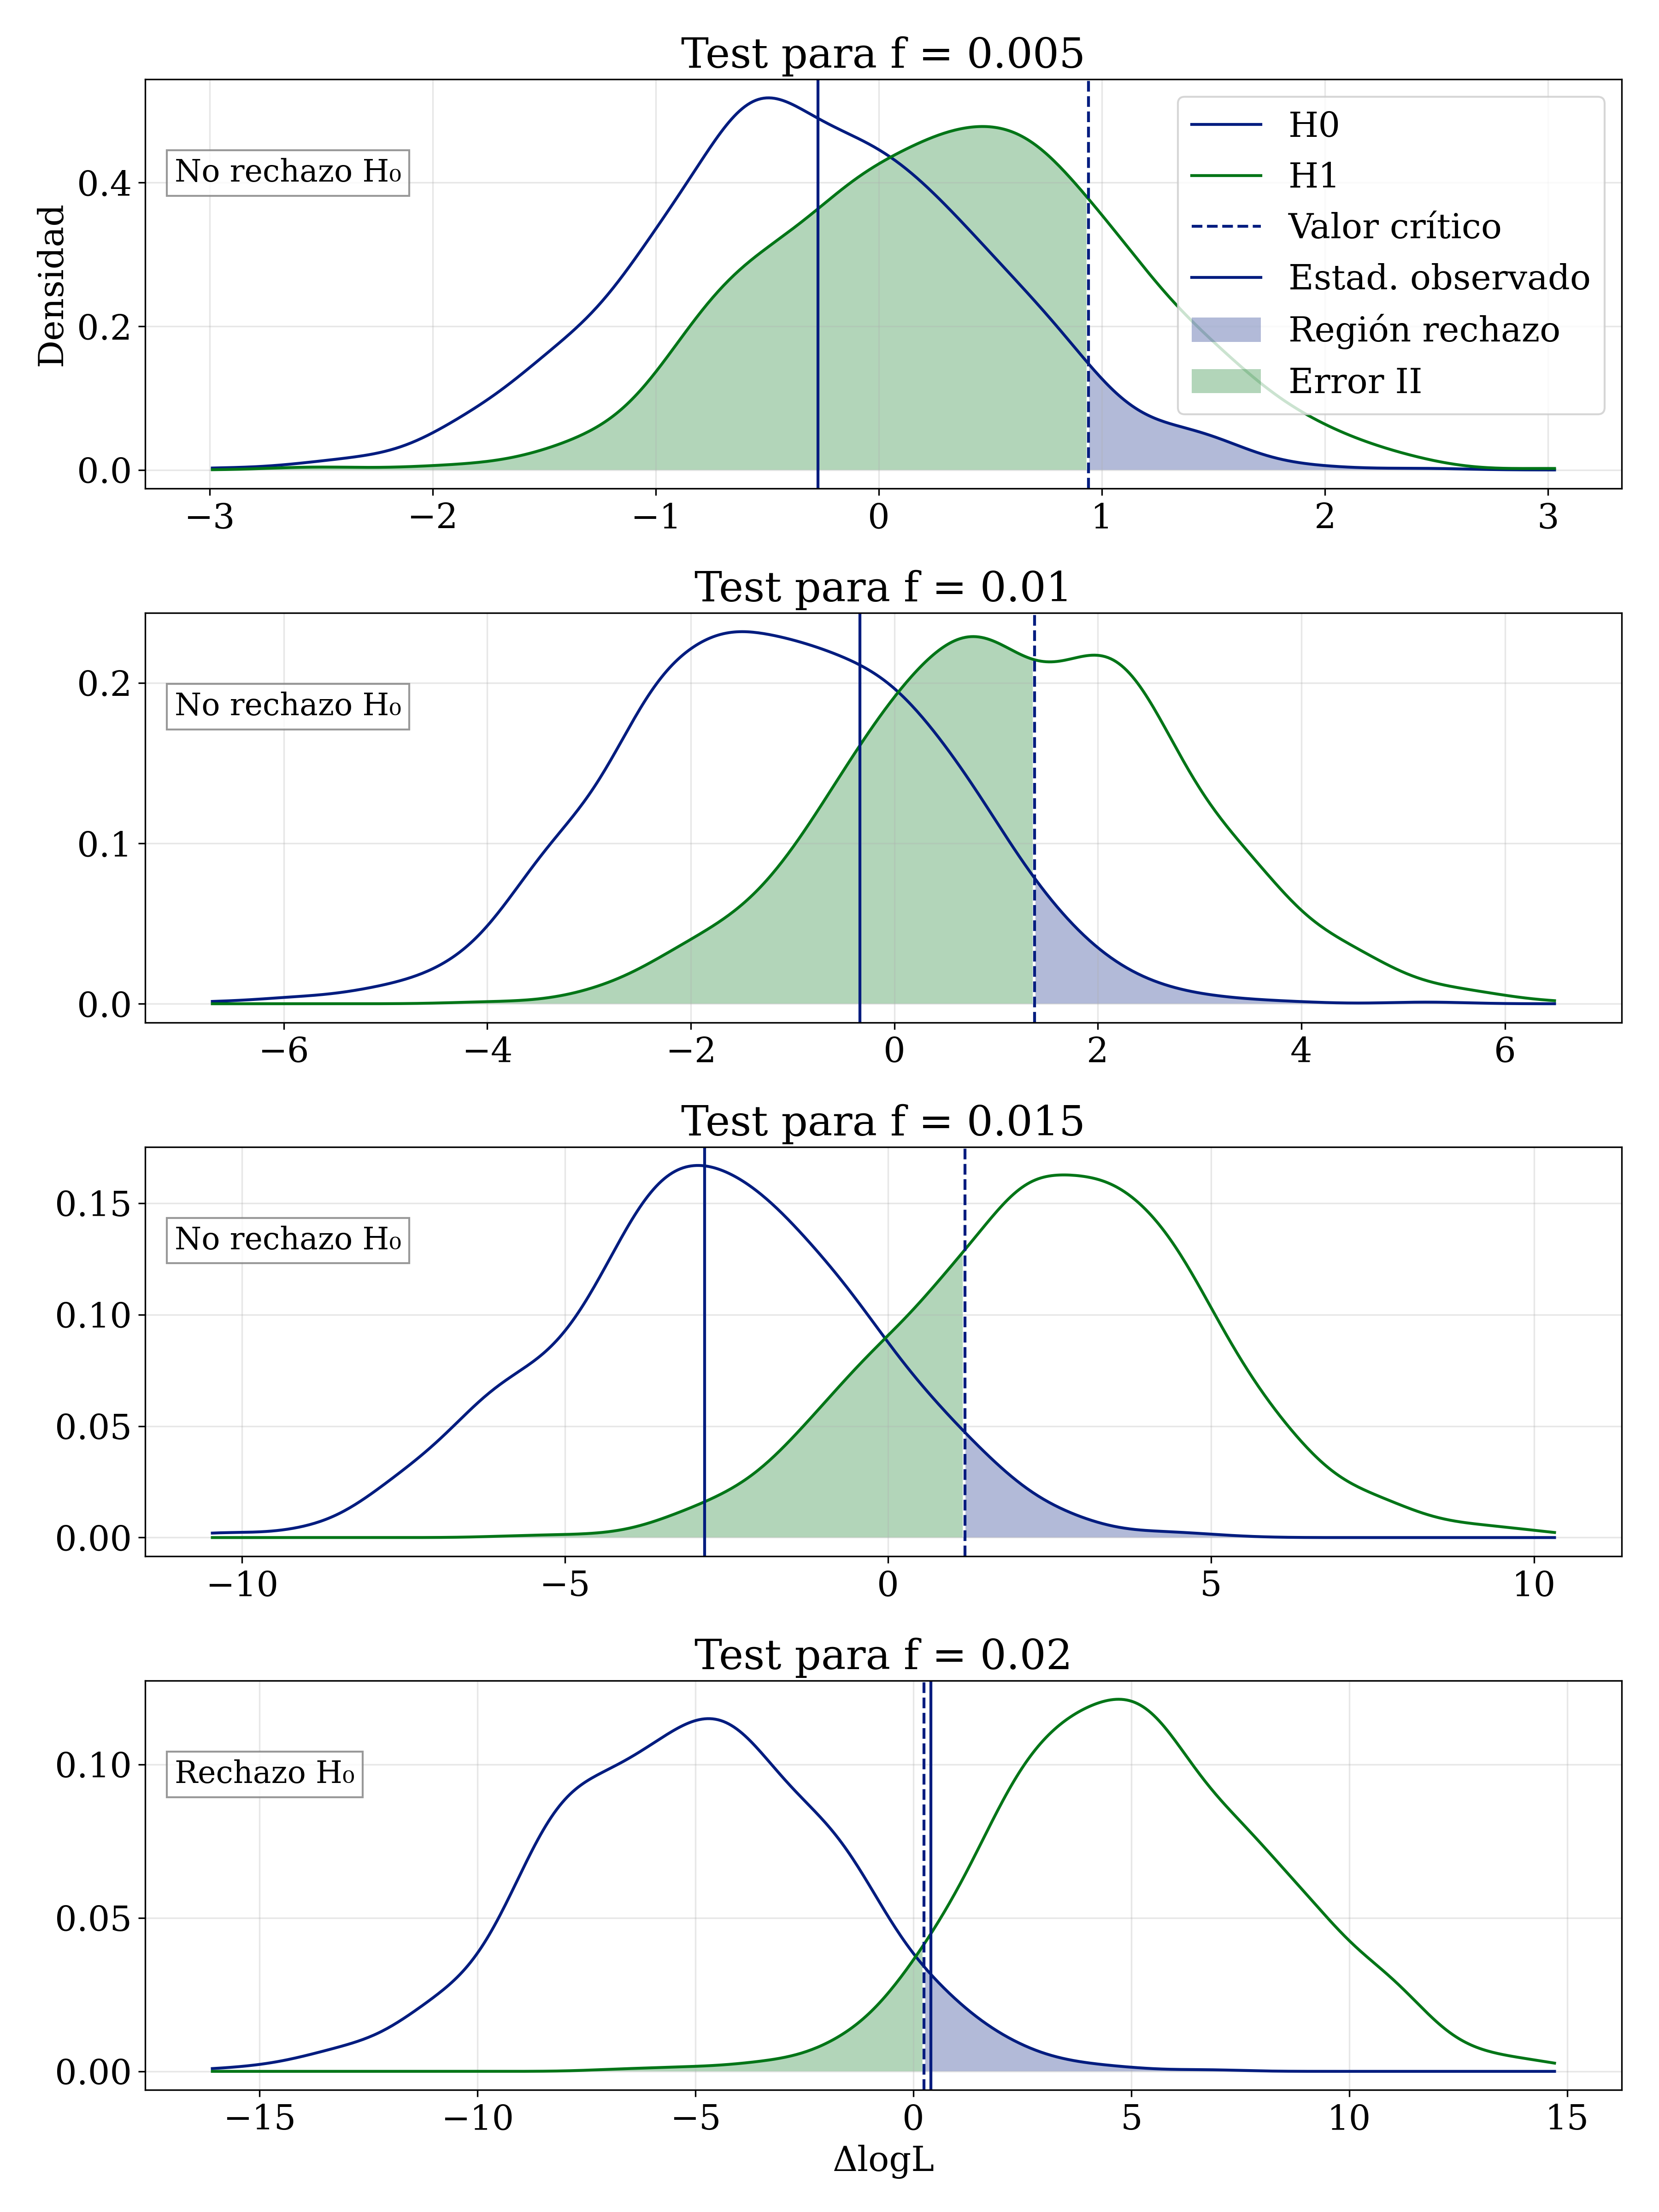 Test para f = 0.005
Densidad
No rechazo H₀
H0
H1
Valor crítico
Estad. observado
Región rechazo
Error II
0.4
0.2
0.0
−3 −2 −1 0 1 2 3
Test para f = 0.01
No rechazo H₀
0.2
0.1
0.0
−6 −4 −2 0 2 4 6
Test para f = 0.015
No rechazo H₀
0.15
0.10
0.05
0.00
−10 −5 0 5 10
Test para f = 0.02
Rechazo H₀
0.10
0.05
0.00
−15 −10 −5 0 5 10 15
ΔlogL